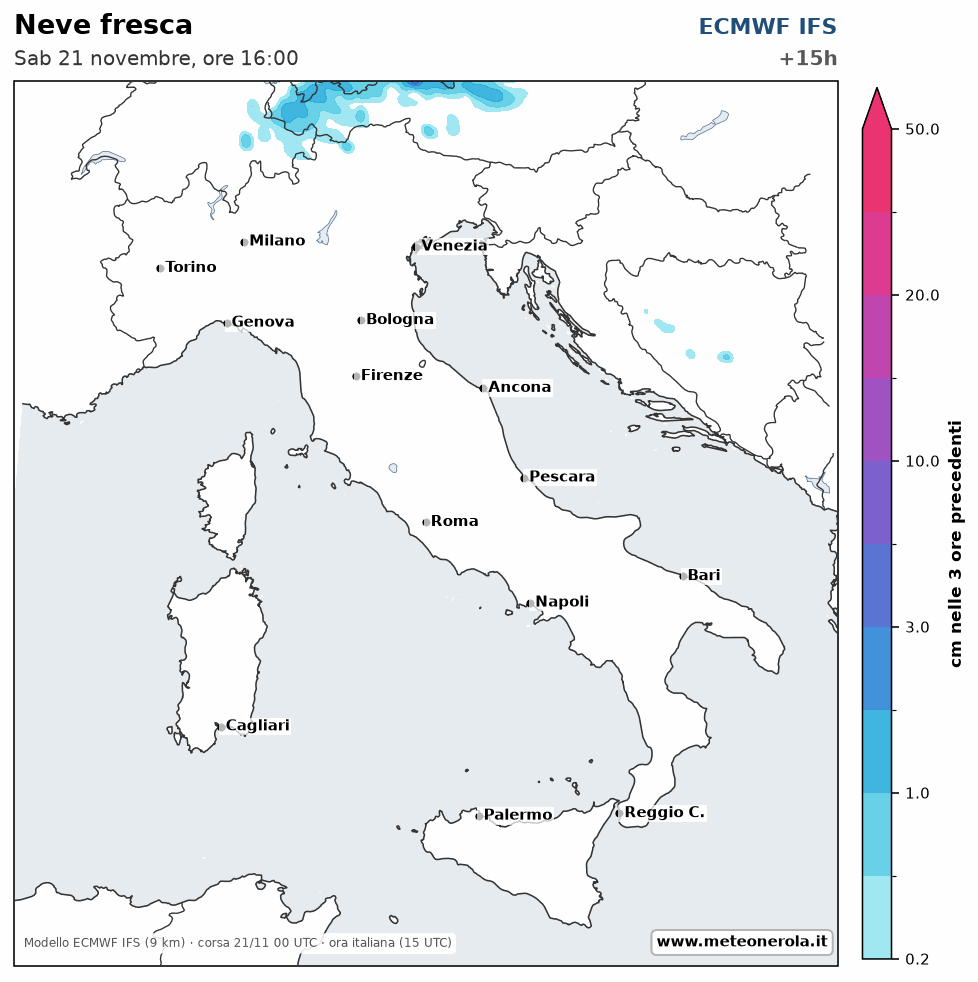 Neve fresca
ECMWF IFS
Sab 21 novembre, ore 16:00
+15h
50.0
20.0
10.0
3.0
1.0
0.2
cm nelle 3 ore precedenti
Milano
Venezia
Torino
Genova
Bologna
Firenze
Ancona
Pescara
Roma
Bari
Napoli
Cagliari
Palermo
Reggio C.
Modello ECMWF IFS (9 km) · corsa 21/11 00 UTC · ora italiana (15 UTC)
www.meteonerola.it